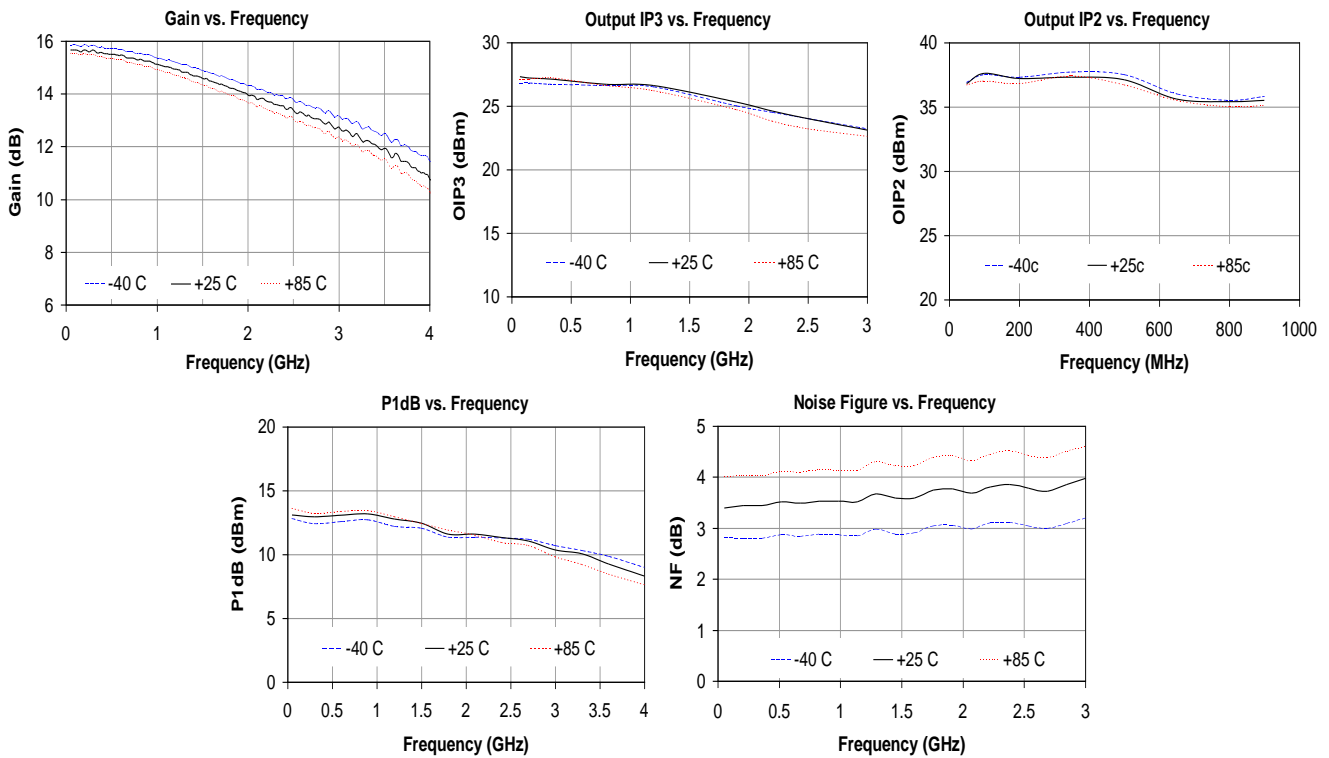 Gain vs. Frequency
16
14
12
10
8
6
Gain (dB)
-40 C +25 C +85 C
0 1 2 3 4
Frequency (GHz)
Output IP3 vs. Frequency
30
25
20
15
10
OIP3 (dBm)
-40 C +25 C +85 C
0 0.5 1 1.5 2 2.5 3
Frequency (GHz)
Output IP2 vs. Frequency
40
35
30
25
20
OIP2 (dBm)
-40c +25c +85c
0 200 400 600 800 1000
Frequency (MHz)
P1dB vs. Frequency
20
15
10
5
0
P1dB (dBm)
-40 C +25 C +85 C
0 0.5 1 1.5 2 2.5 3 3.5 4
Frequency (GHz)
Noise Figure vs. Frequency
5
4
3
2
1
0
NF (dB)
-40 C +25 C +85 C
0 0.5 1 1.5 2 2.5 3
Frequency (GHz)